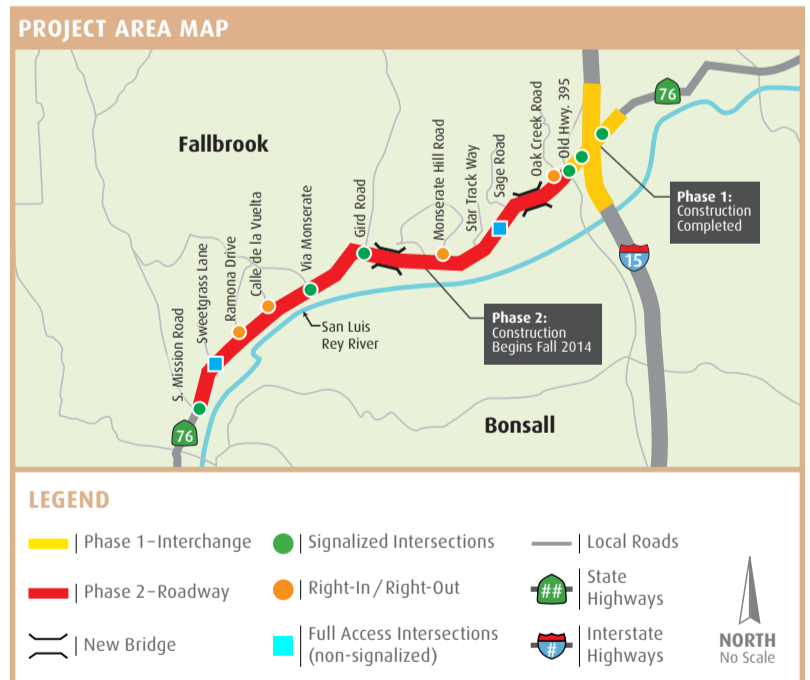 PROJECT AREA MAP
Fallbrook
S. Mission Road
Sweetgrass Lane
Ramona Drive
Calle de la Vuelta
Via Monserate
Gird Road
Monserate Hill Road
Star Track Way
Sage Road
Oak Creek Road
Old Hwy. 395
76
Phase 1:
Construction
Completed
15
San Luis
Rey River
Phase 2:
Construction
Begins Fall 2014
Bonsall
76
LEGEND
Phase 1–Interchange
Signalized Intersections
Local Roads
Phase 2–Roadway
Right-In / Right-Out
##
State
Highways
New Bridge
Full Access Intersections
(non-signalized)
#
Interstate
Highways
NORTH
No Scale